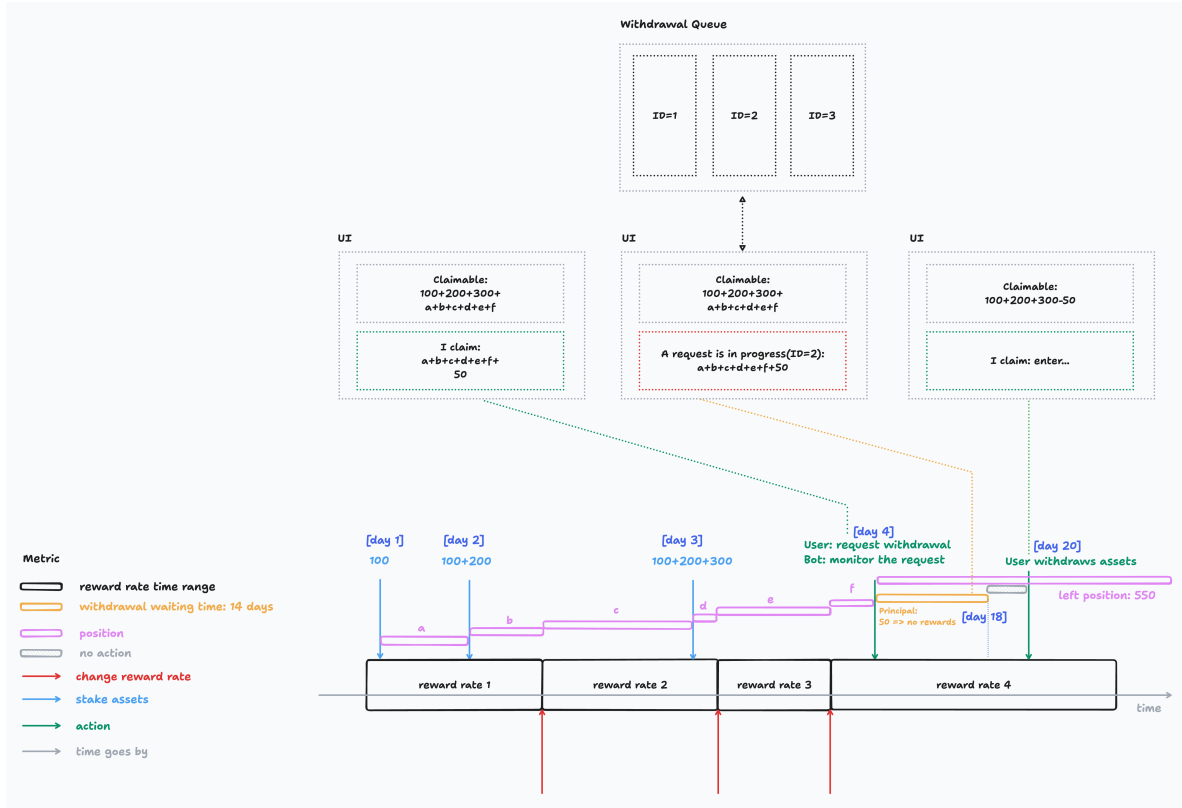 Withdrawal Queue
ID=1
ID=2
ID=3
UI
Claimable:
100+200+300+
a+b+c+d+e+f
I claim:
a+b+c+d+e+f+
50
UI
Claimable:
100+200+300+
a+b+c+d+e+f
A request is in progress(ID=2):
a+b+c+d+e+f+50
UI
Claimable:
100+200+300-50
I claim: enter...
Metric
reward rate time range
withdrawal waiting time: 14 days
position
no action
change reward rate
stake assets
action
time goes by
[day 1]
100
[day 2]
100+200
[day 3]
100+200+300
[day 4]
User: request withdrawal
Bot: monitor the request
[day 20]
User withdraws assets
a
b
c
d
e
f
left position: 550
Principal:
50 => no rewards
[day 18]
reward rate 1
reward rate 2
reward rate 3
reward rate 4
time